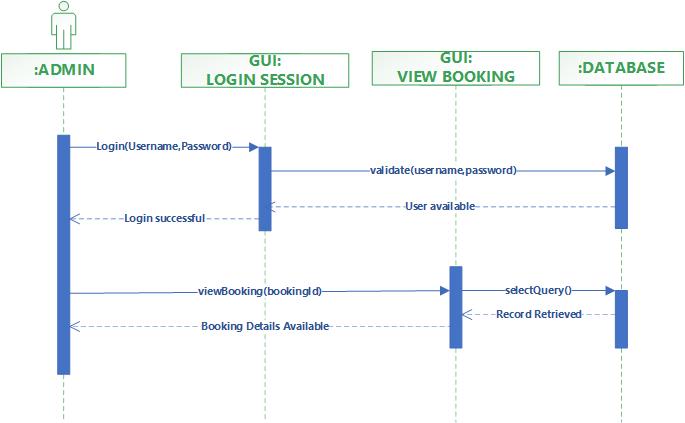 :ADMIN
GUI:
LOGIN SESSION
GUI:
VIEW BOOKING
:DATABASE
Login(Username,Password)
validate(username,password)
User available
Login successful
viewBooking(bookingId)
selectQuery()
Record Retrieved
Booking Details Available